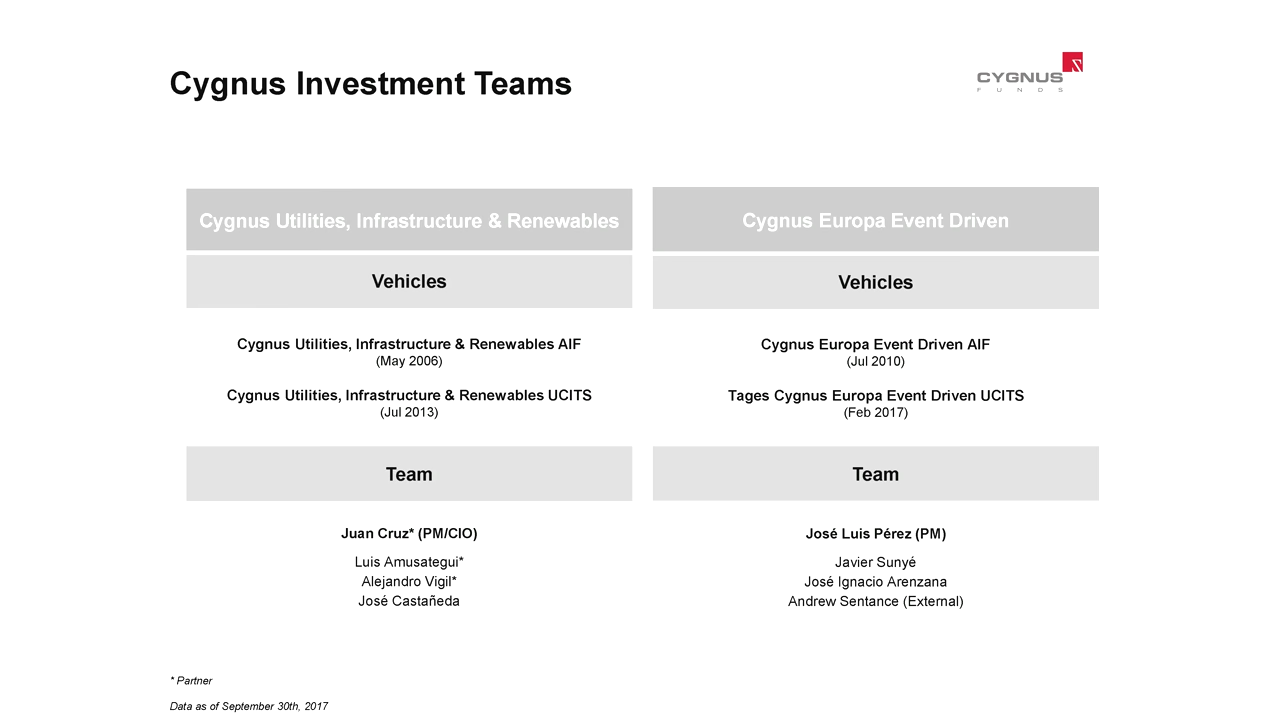 Cygnus Investment Teams
CYGNUS
FUNDS
Cygnus Utilities, Infrastructure & Renewables
Vehicles
Cygnus Utilities, Infrastructure & Renewables AIF
(May 2006)
Cygnus Utilities, Infrastructure & Renewables UCITS
(Jul 2013)
Team
Juan Cruz* (PM/CIO)
Luis Amusategui*
Alejandro Vigil*
José Castañeda
Cygnus Europa Event Driven
Vehicles
Cygnus Europa Event Driven AIF
(Jul 2010)
Tages Cygnus Europa Event Driven UCITS
(Feb 2017)
Team
José Luis Pérez (PM)
Javier Sunyé
José Ignacio Arenzana
Andrew Sentance (External)
* Partner
Data as of September 30th, 2017